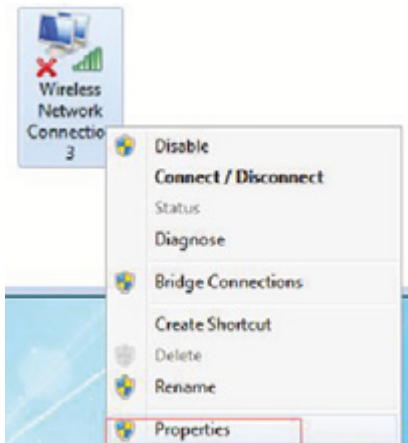 Wireless
Network
Connectio
3
Disable
Connect / Disconnect
Status
Diagnose
Bridge Connections
Create Shortcut
Delete
Rename
Properties